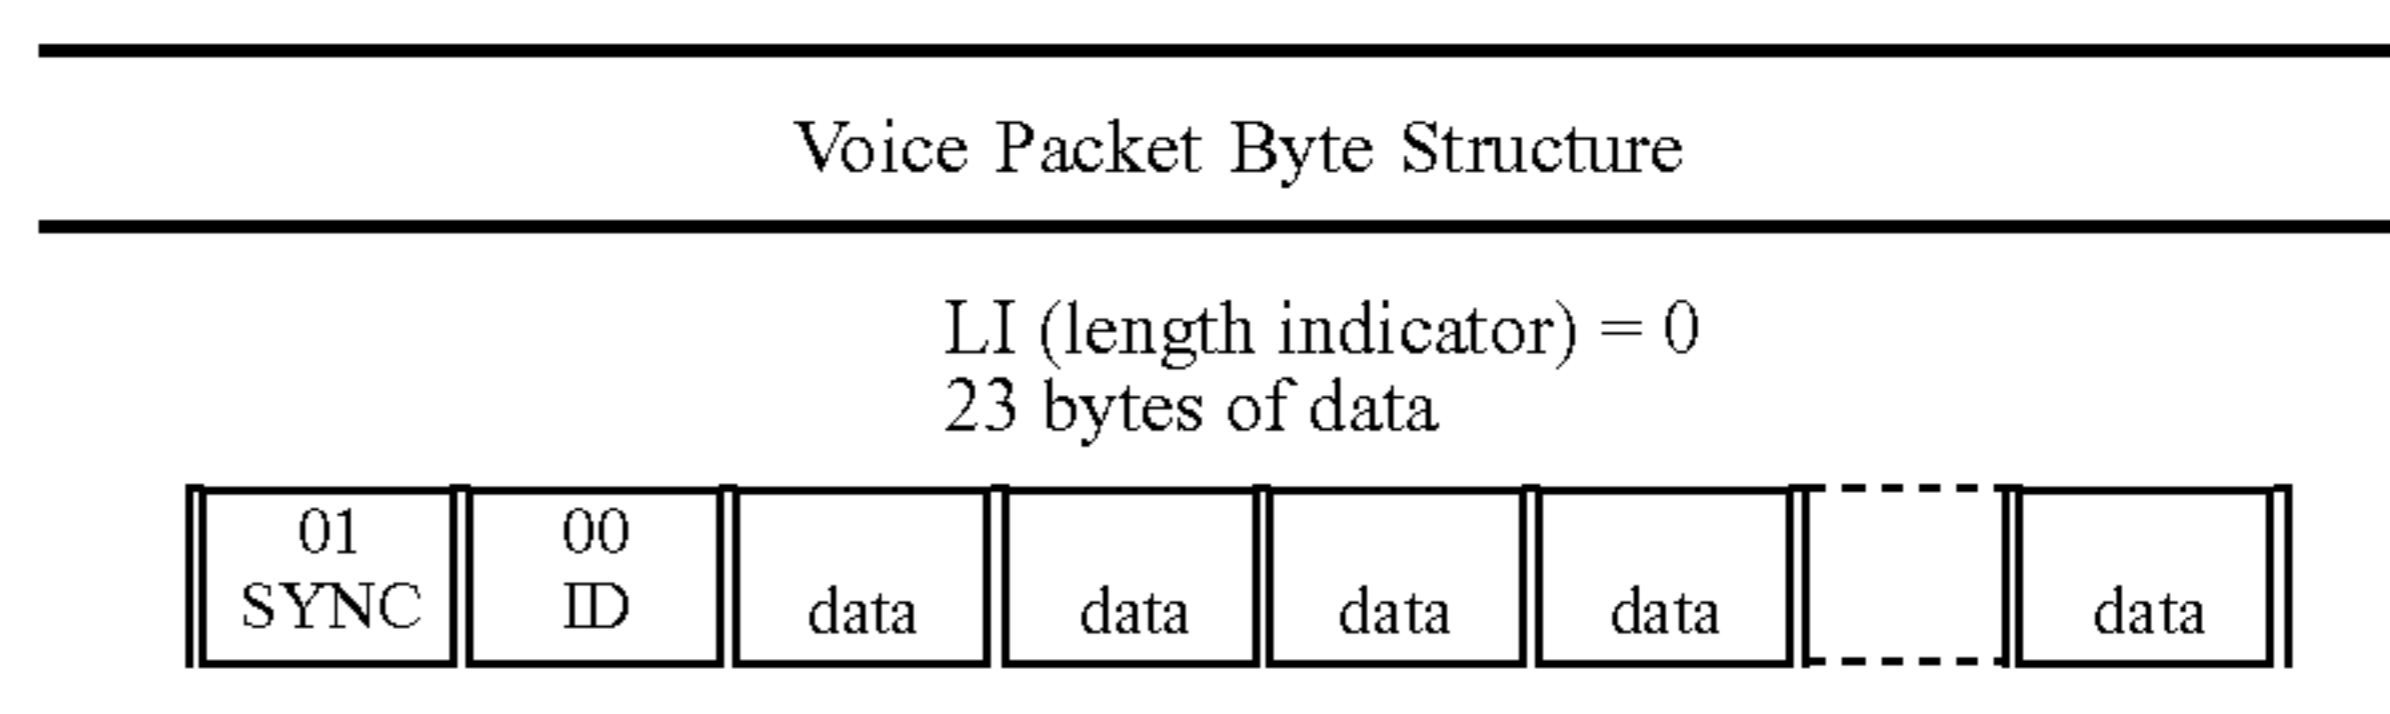 Voice Packet Byte Structure
LI (length indicator) = 0
23 bytes of data
01 00
SYNC ID data data data data data